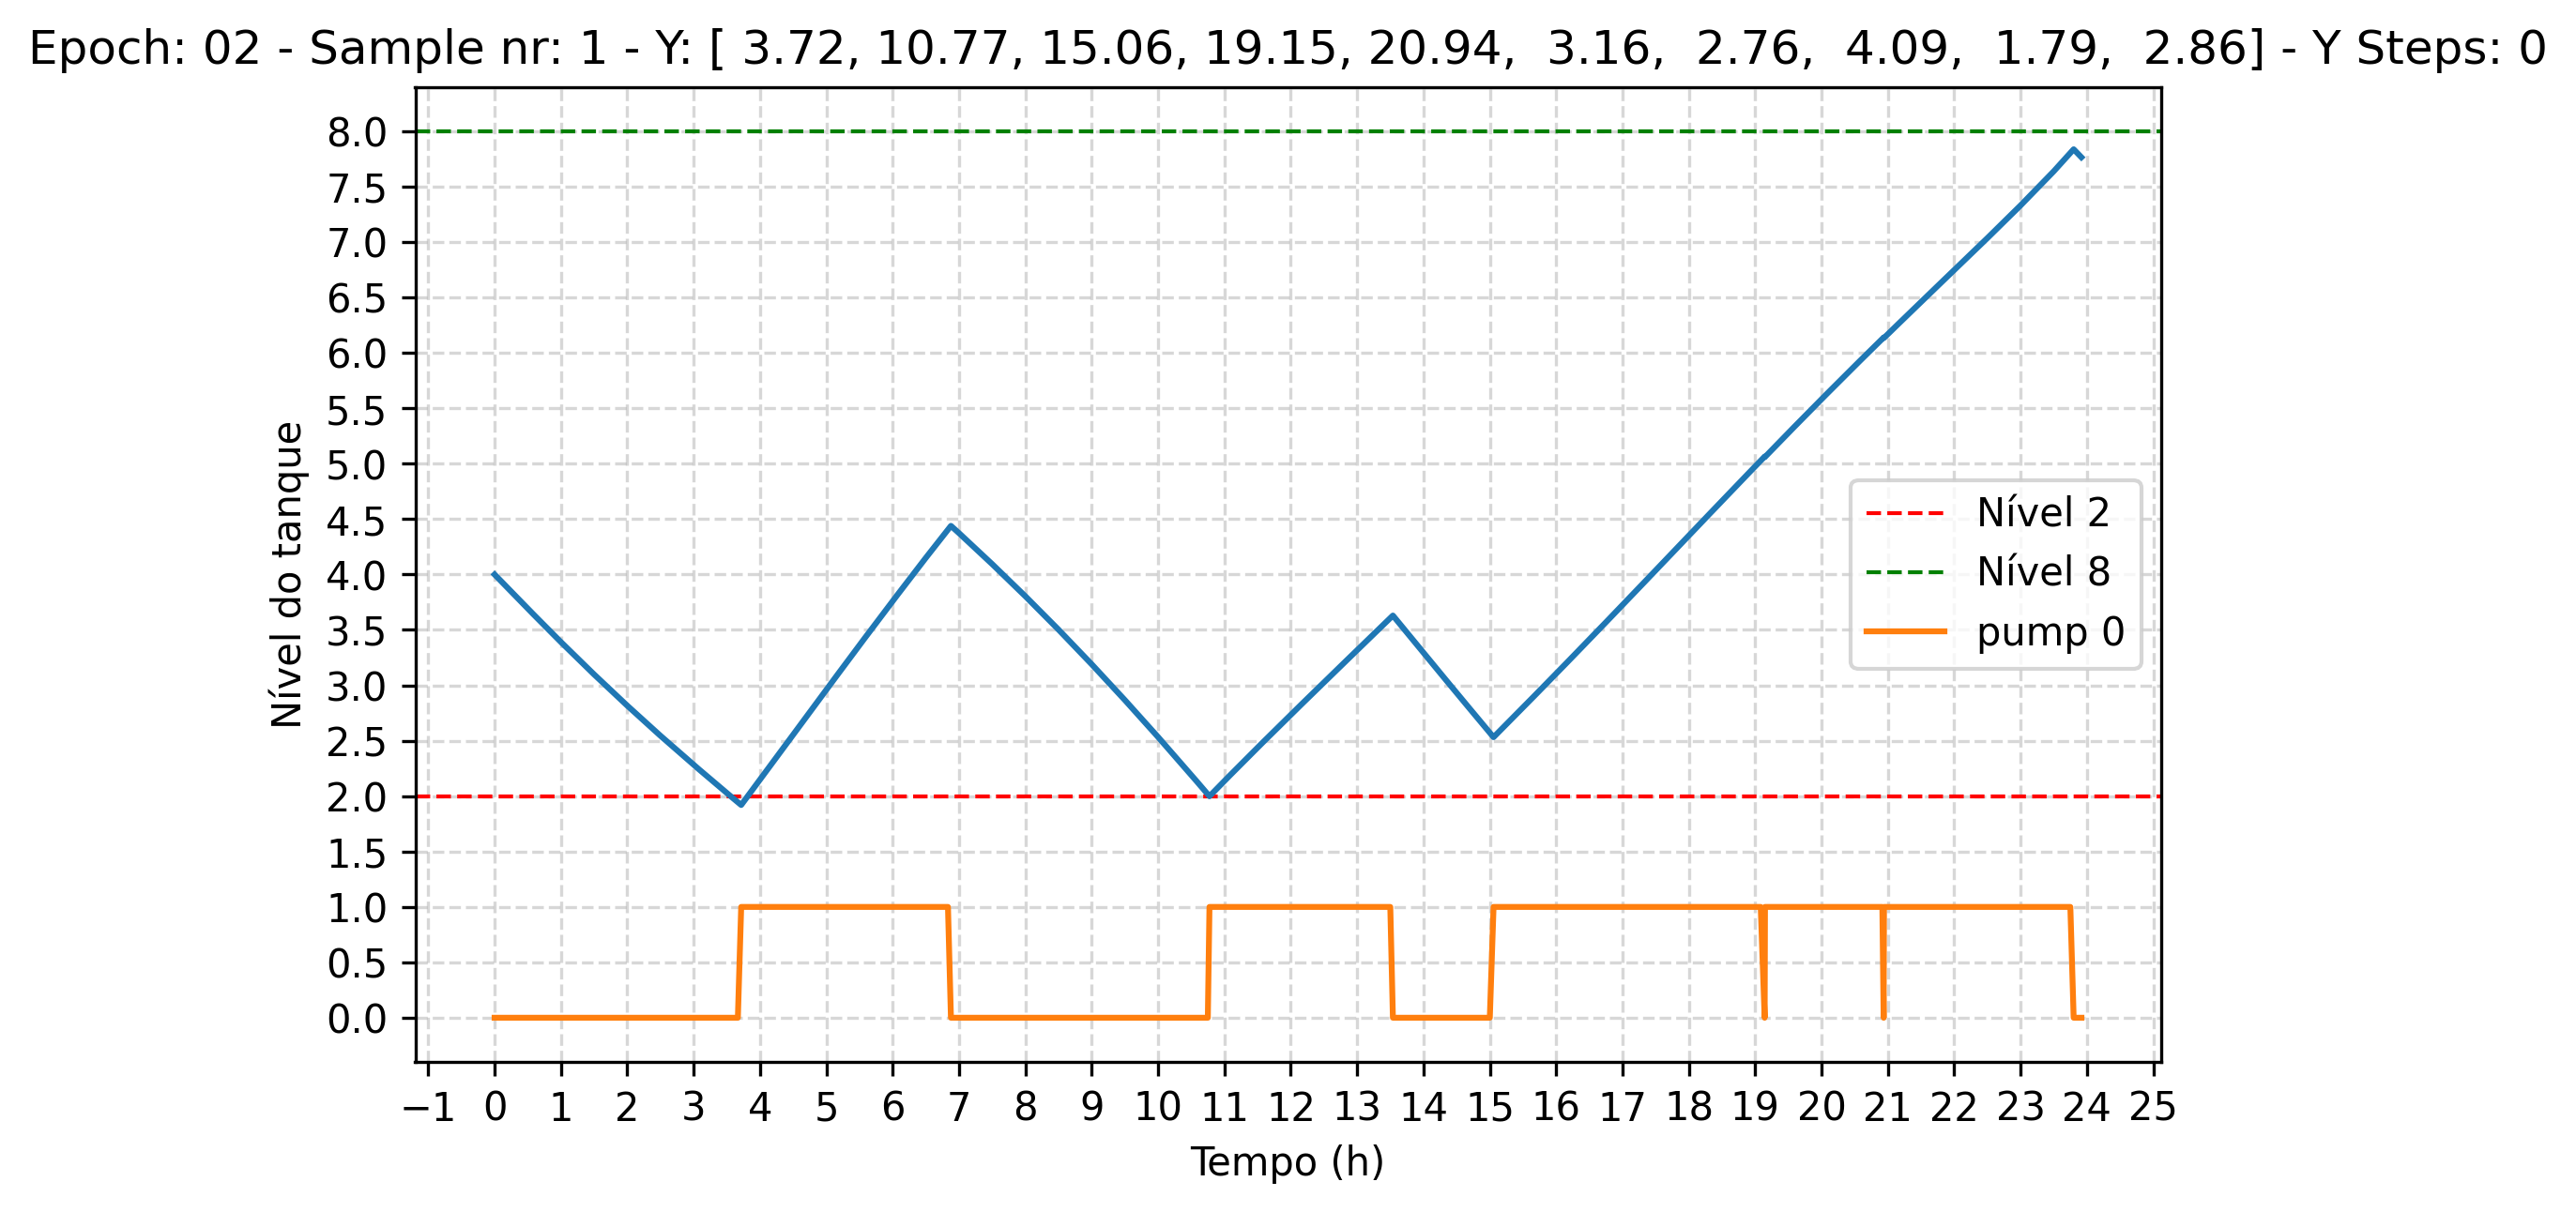 Epoch: 02 - Sample nr: 1 - Y: [ 3.72, 10.77, 15.06, 19.15, 20.94,  3.16,  2.76,  4.09,  1.79,  2.86] - Y Steps: 0
8.0
7.5
7.0
6.5
6.0
5.5
5.0
4.5
4.0
3.5
3.0
2.5
2.0
1.5
1.0
0.5
0.0
Nível do tanque
Nível 2
Nível 8
pump 0
−1 0 1 2 3 4 5 6 7 8 9 10 11 12 13 14 15 16 17 18 19 20 21 22 23 24 25
Tempo (h)